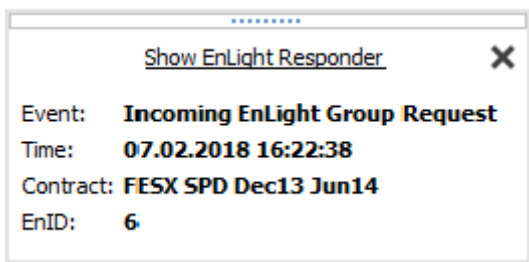 Show EnLight Responder
Event: Incoming EnLight Group Request
Time: 07.02.2018 16:22:38
Contract: FESX SPD Dec13 Jun14
EnID: 6